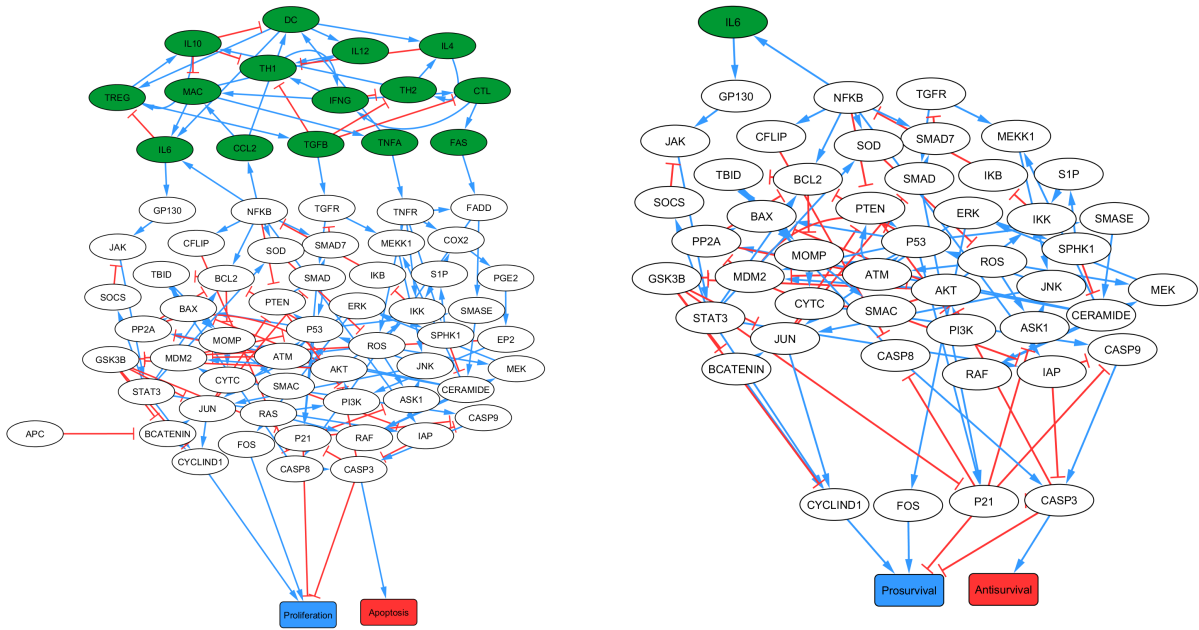 DC
IL10
IL12
IL4
TH1
TREG
MAC
IFNG
TH2
CTL
IL6
CCL2
TGFB
TNFA
FAS
GP130
NFKB
TGFR
TNFR
FADD
JAK
CFLIP
SOD
SMAD7
MEKK1
COX2
TBID
BCL2
SMAD
IKB
S1P
PGE2
SOCS
BAX
PTEN
ERK
IKK
SMASE
PP2A
MOMP
P53
ROS
SPHK1
EP2
GSK3B
MDM2
ATM
AKT
JNK
MEK
STAT3
CYTC
SMAC
CERAMIDE
JUN
RAS
PI3K
ASK1
CASP9
APC
BCATENIN
FOS
P21
RAF
IAP
CYCLIND1
CASP8
CASP3
Proliferation
Apoptosis
IL6
GP130
NFKB
TGFR
JAK
CFLIP
SOD
SMAD7
MEKK1
TBID
BCL2
SMAD
IKB
S1P
SOCS
BAX
PTEN
ERK
IKK
SMASE
PP2A
MOMP
P53
ROS
SPHK1
GSK3B
MDM2
ATM
AKT
JNK
MEK
STAT3
CYTC
SMAC
CERAMIDE
JUN
PI3K
ASK1
BCATENIN
CASP8
RAF
IAP
CASP9
CYCLIND1
FOS
P21
CASP3
Prosurvival
Antisurvival